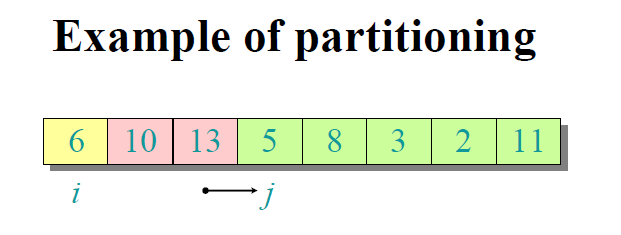 Example of partitioning
6 10 13 5 8 3 2 11
i j